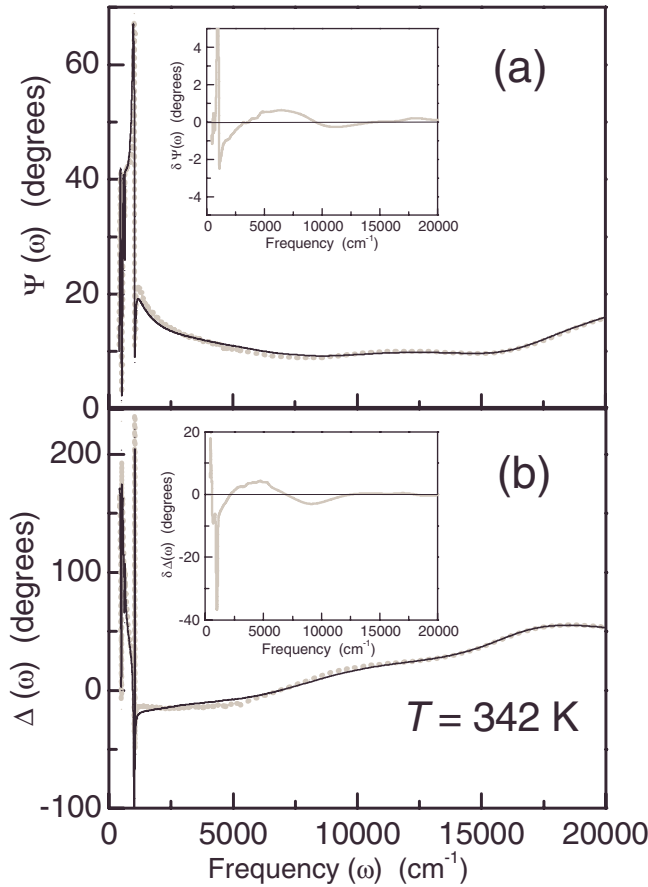 (a)
Ψ (ω) (degrees)
60
40
20
0
δ Ψ(ω) (degrees)
4
2
0
-2
-4
0 5000 10000 15000 20000
Frequency (cm⁻¹)
(b)
Δ (ω) (degrees)
200
100
0
-100
δ Δ(ω) (degrees)
20
0
-20
-40
0 5000 10000 15000 20000
Frequency (cm⁻¹)
T = 342 K
0 5000 10000 15000 20000
Frequency (ω) (cm⁻¹)